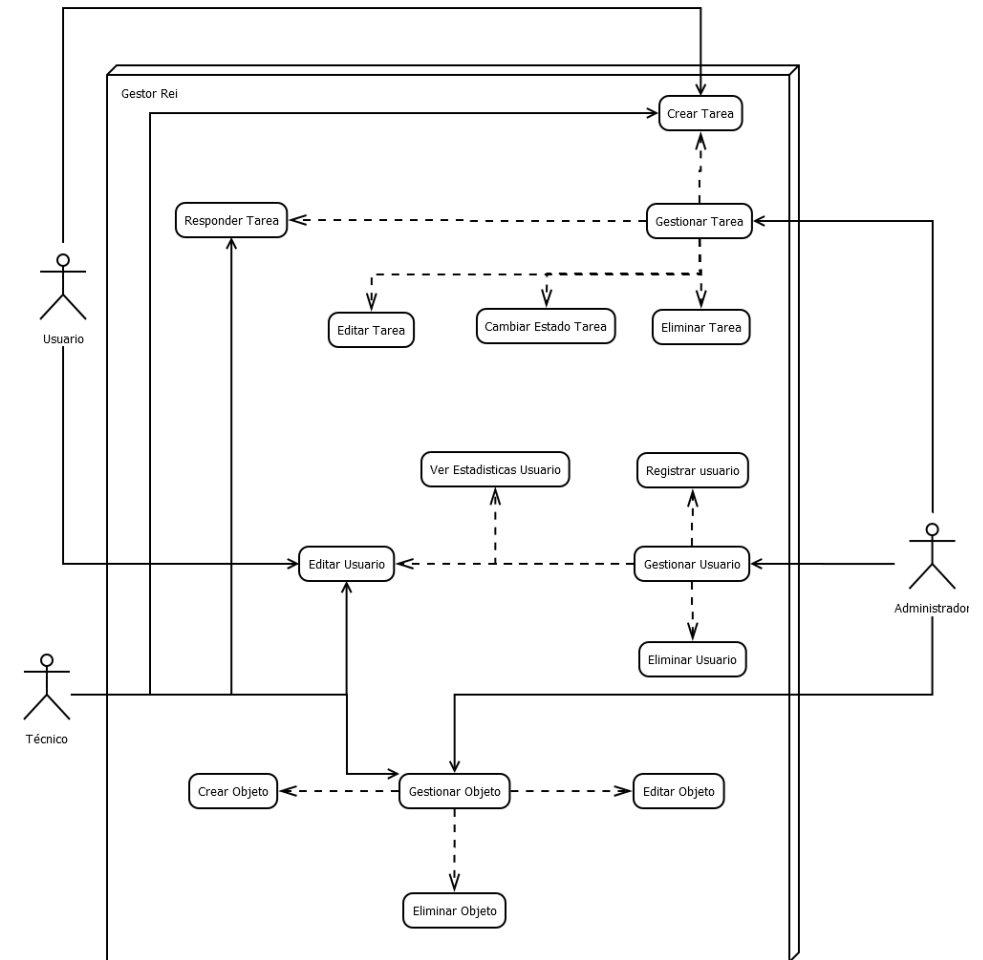 Gestor Rei
Crear Tarea
Responder Tarea
Gestionar Tarea
Editar Tarea
Cambiar Estado Tarea
Eliminar Tarea
Usuario
Ver Estadisticas Usuario
Registrar usuario
Editar Usuario
Gestionar Usuario
Administrador
Eliminar Usuario
Técnico
Crear Objeto
Gestionar Objeto
Editar Objeto
Eliminar Objeto